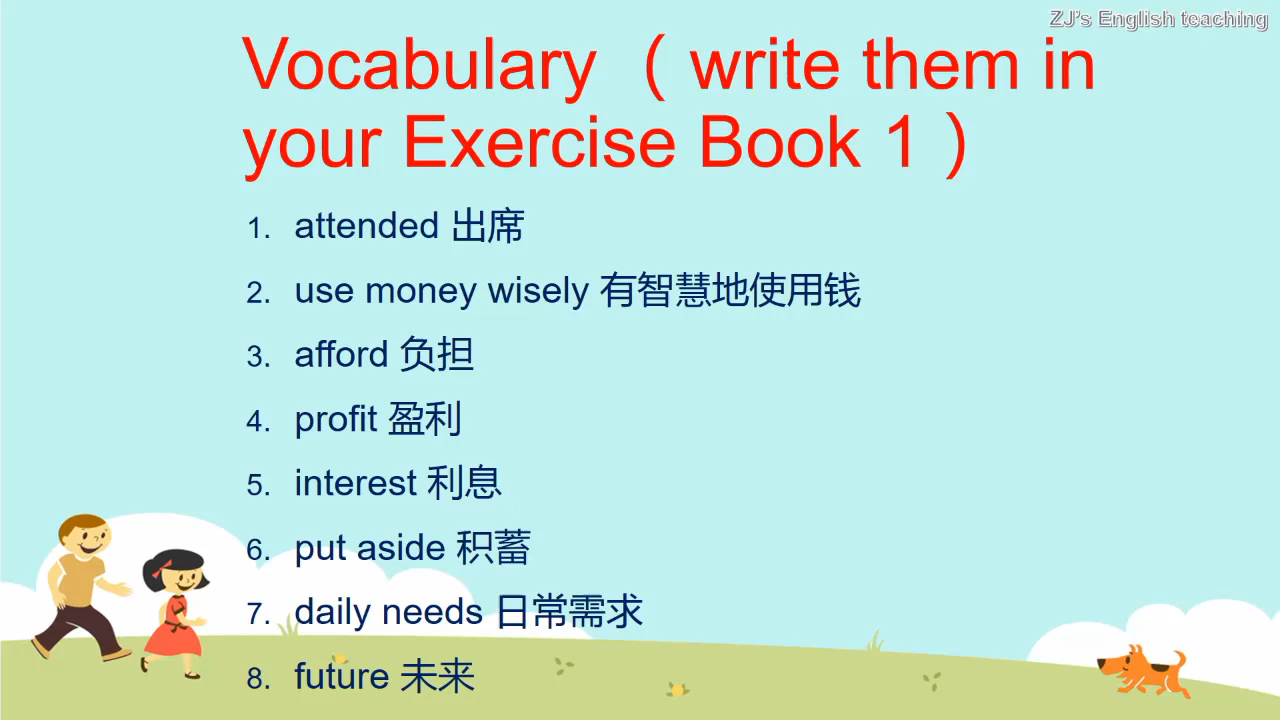 ZJ's English teaching
Vocabulary （write them in
your Exercise Book 1）
1. attended 出席
2. use money wisely 有智慧地使用钱
3. afford 负担
4. profit 盈利
5. interest 利息
6. put aside 积蓄
7. daily needs 日常需求
8. future 未来